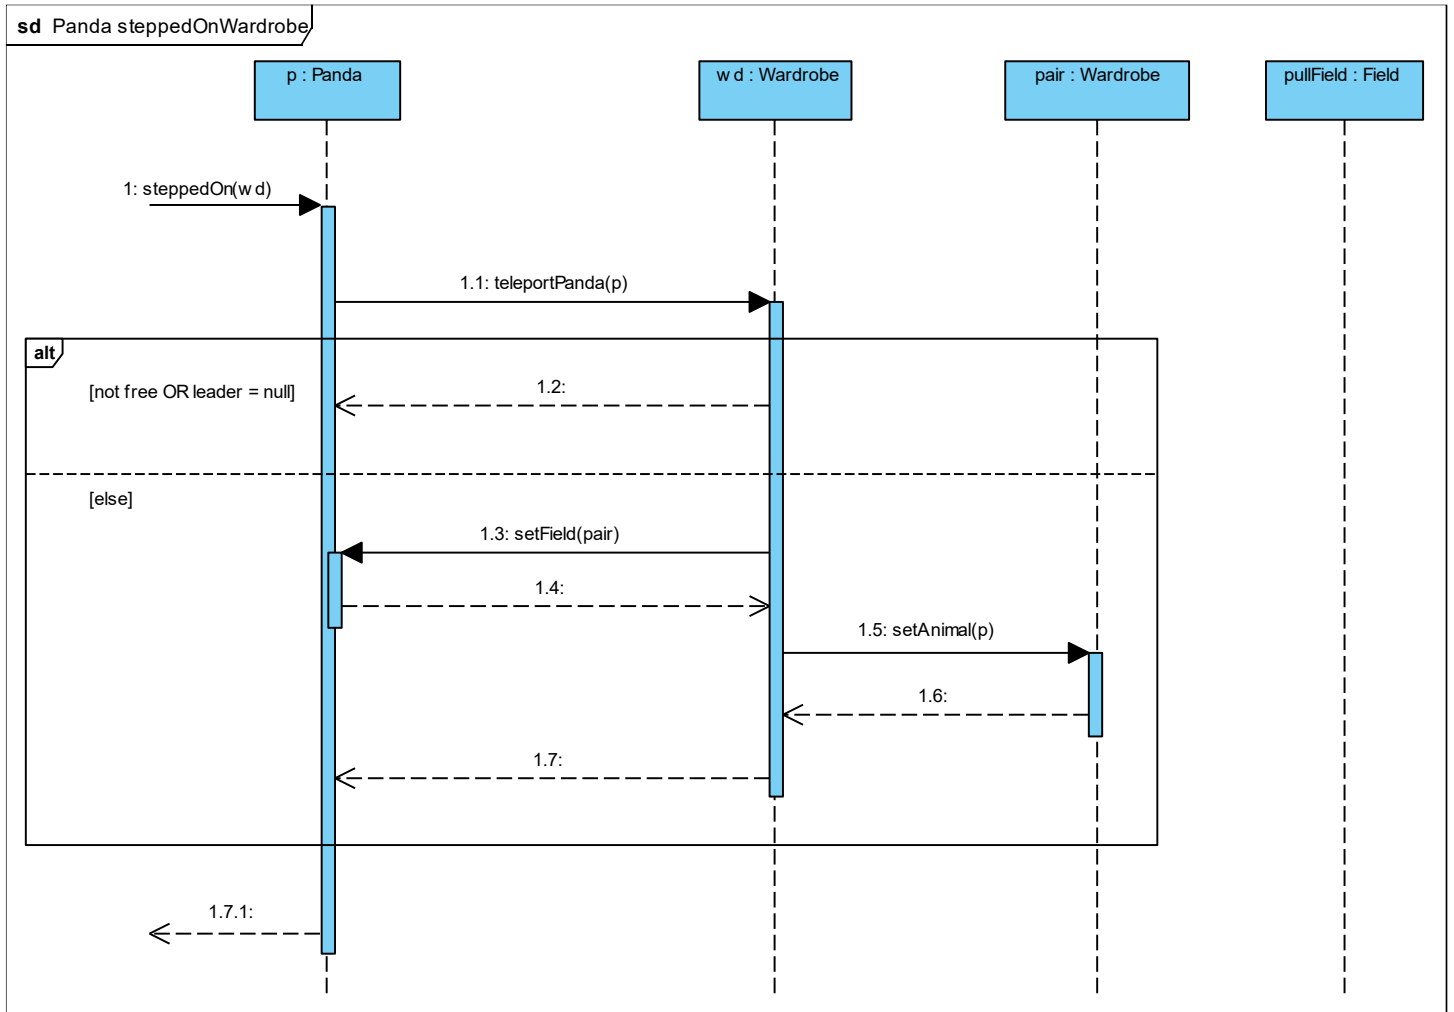 sd Panda steppedOnWardrobe
p : Panda
wd : Wardrobe
pair : Wardrobe
pullField : Field
1: steppedOn(wd)
1.1: teleportPanda(p)
alt
[not free OR leader = null]
1.2:
[else]
1.3: setField(pair)
1.4:
1.5: setAnimal(p)
1.6:
1.7:
1.7.1: